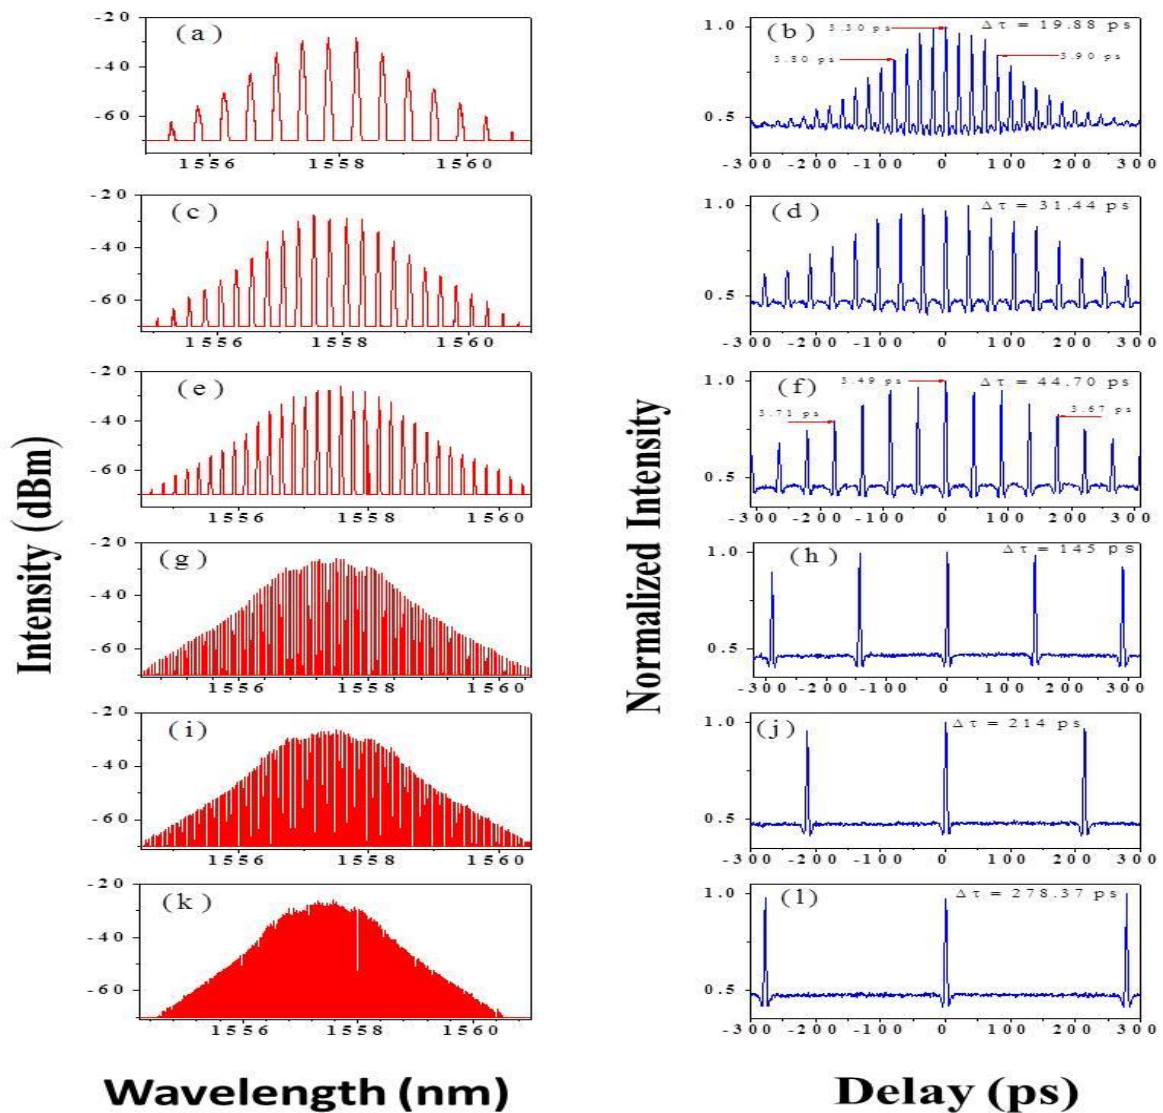 -20
-40
-60
(a)
1556 1558 1560
1.0
0.5
(b)
3.30 ps
Δτ = 19.88 ps
3.80 ps
3.90 ps
-300 -200 -100 0 100 200 300
-20
-40
-60
(c)
1556 1558 1560
1.0
0.5
(d)
Δτ = 31.44 ps
-300 -200 -100 0 100 200 300
-20
-40
-60
(e)
1556 1558 1560
1.0
0.5
(f)
3.49 ps
Δτ = 44.70 ps
3.71 ps
3.67 ps
-300 -200 -100 0 100 200 300
-20
-40
-60
(g)
1556 1558 1560
1.0
0.5
(h)
Δτ = 145 ps
-300 -200 -100 0 100 200 300
-20
-40
-60
(i)
1556 1558 1560
1.0
0.5
(j)
Δτ = 214 ps
-300 -200 -100 0 100 200 300
-20
-40
-60
(k)
1556 1558 1560
1.0
0.5
(l)
Δτ = 278.37 ps
-300 -200 -100 0 100 200 300
Intensity (dBm)
Normalized Intensity
Wavelength (nm)
Delay (ps)